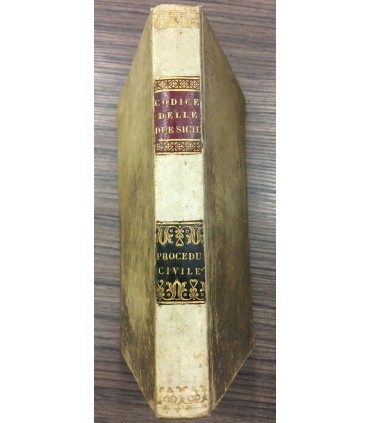 CODICE
DELLE
DUE SICIL
PROCEDU
CIVILE